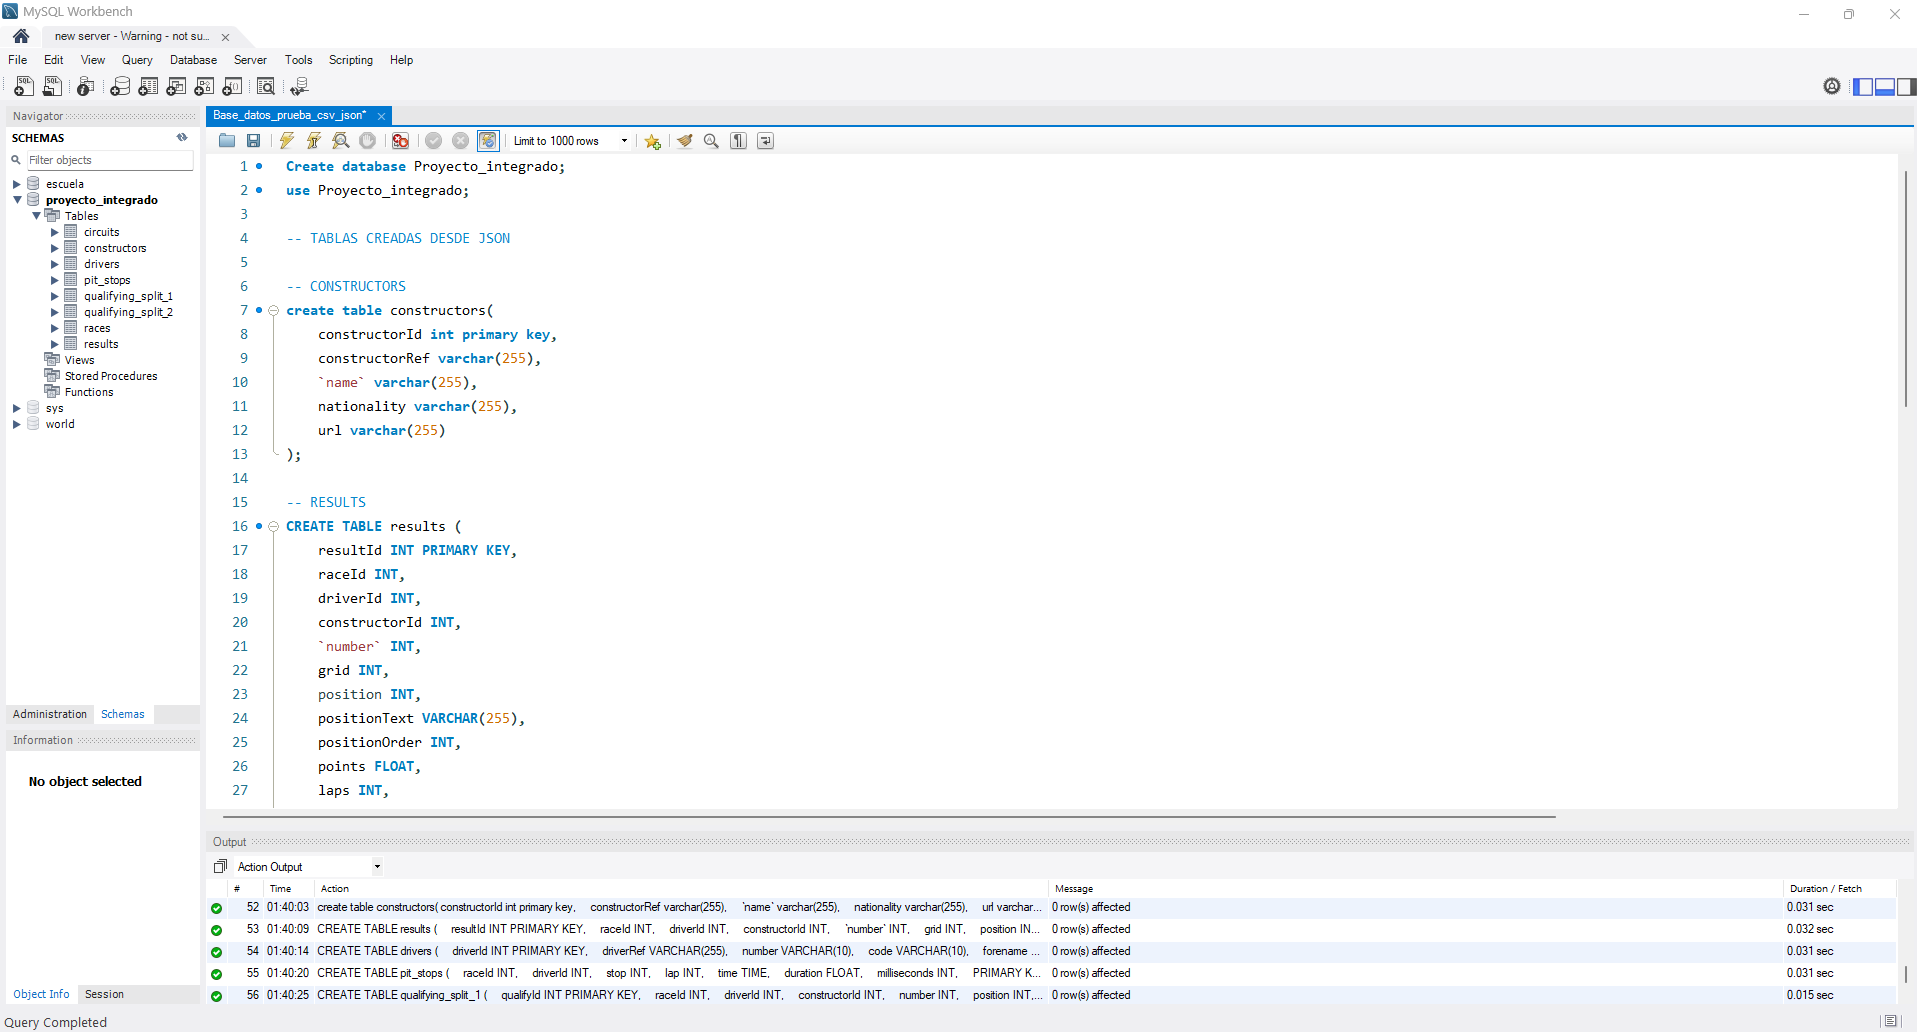 MySQL Workbench
new server - Warning - not su...
File Edit View Query Database Server Tools Scripting Help
Navigator
SCHEMAS
Filter objects
escuela
proyecto_integrado
Tables
circuits
constructors
drivers
pit_stops
qualifying_split_1
qualifying_split_2
races
results
Views
Stored Procedures
Functions
sys
world
Administration Schemas
Information
No object selected
Object Info Session
Base_datos_prueba_csv_json*
Limit to 1000 rows
1 Create database Proyecto_integrado;
2 use Proyecto_integrado;
3
4 -- TABLAS CREADAS DESDE JSON
5
6 -- CONSTRUCTORS
7 create table constructors(
8 constructorId int primary key,
9 constructorRef varchar(255),
10 `name` varchar(255),
11 nationality varchar(255),
12 url varchar(255)
13 );
14
15 -- RESULTS
16 CREATE TABLE results (
17 resultId INT PRIMARY KEY,
18 raceId INT,
19 driverId INT,
20 constructorId INT,
21 `number` INT,
22 grid INT,
23 position INT,
24 positionText VARCHAR(255),
25 positionOrder INT,
26 points FLOAT,
27 laps INT,
Output
Action Output
# Time Action Message Duration / Fetch
52 01:40:03 create table constructors( constructorId int primary key, constructorRef varchar(255), `name` varchar(255), nationality varchar(255), url varchar... 0 row(s) affected 0.031 sec
53 01:40:09 CREATE TABLE results ( resultId INT PRIMARY KEY, raceId INT, driverId INT, constructorId INT, `number` INT, grid INT, position IN... 0 row(s) affected 0.032 sec
54 01:40:14 CREATE TABLE drivers ( driverId INT PRIMARY KEY, driverRef VARCHAR(255), number VARCHAR(10), code VARCHAR(10), forename ... 0 row(s) affected 0.031 sec
55 01:40:20 CREATE TABLE pit_stops ( raceId INT, driverId INT, stop INT, lap INT, time TIME, duration FLOAT, milliseconds INT, PRIMARY K... 0 row(s) affected 0.031 sec
56 01:40:25 CREATE TABLE qualifying_split_1 ( qualifyId INT PRIMARY KEY, raceId INT, driverId INT, constructorId INT, number INT, position INT,... 0 row(s) affected 0.015 sec
Query Completed